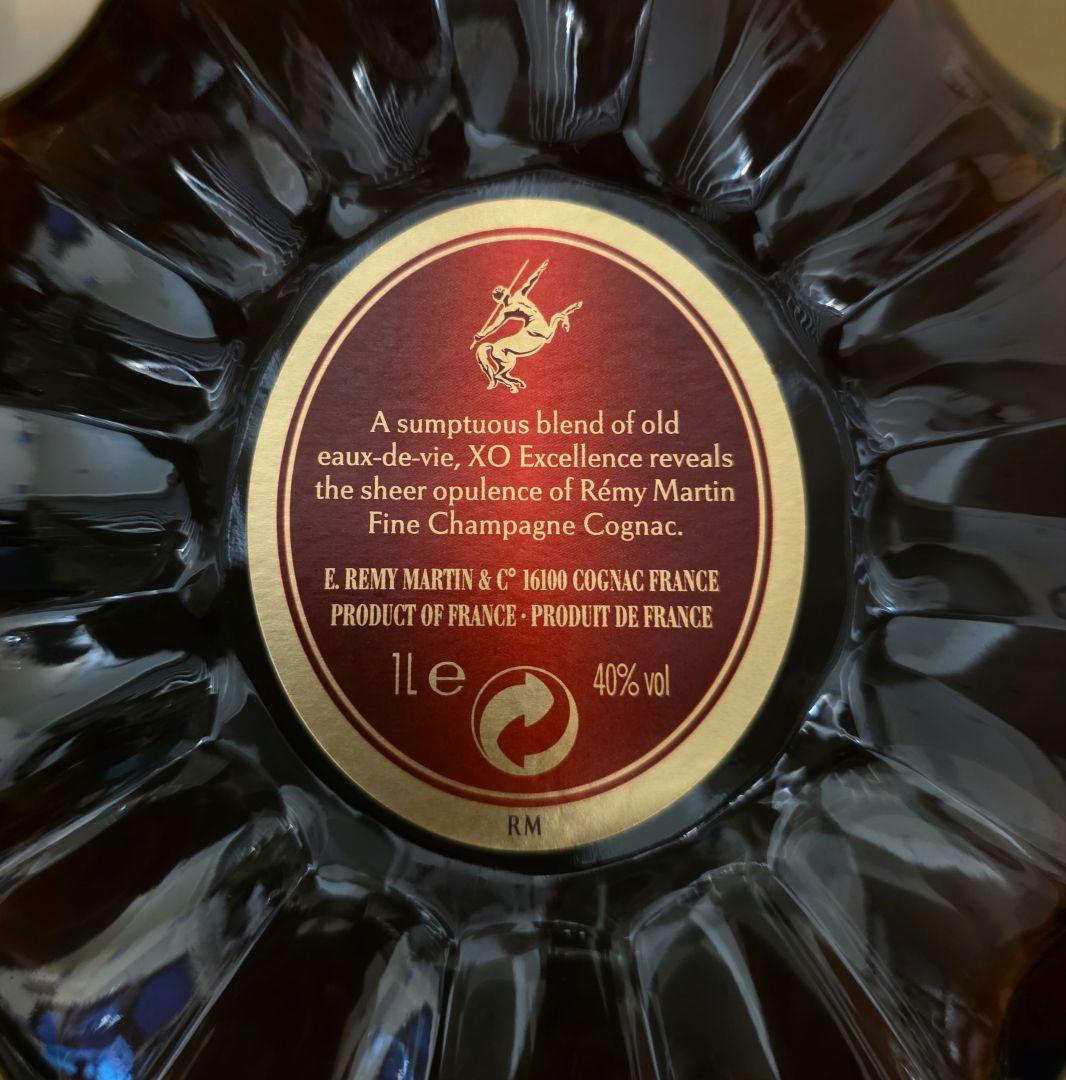 A sumptuous blend of old
eaux-de-vie, XO Excellence reveals
the sheer opulence of Rémy Martin
Fine Champagne Cognac.
E. REMY MARTIN & C° 16100 COGNAC FRANCE
PRODUCT OF FRANCE · PRODUIT DE FRANCE
1L e 40% vol
RM